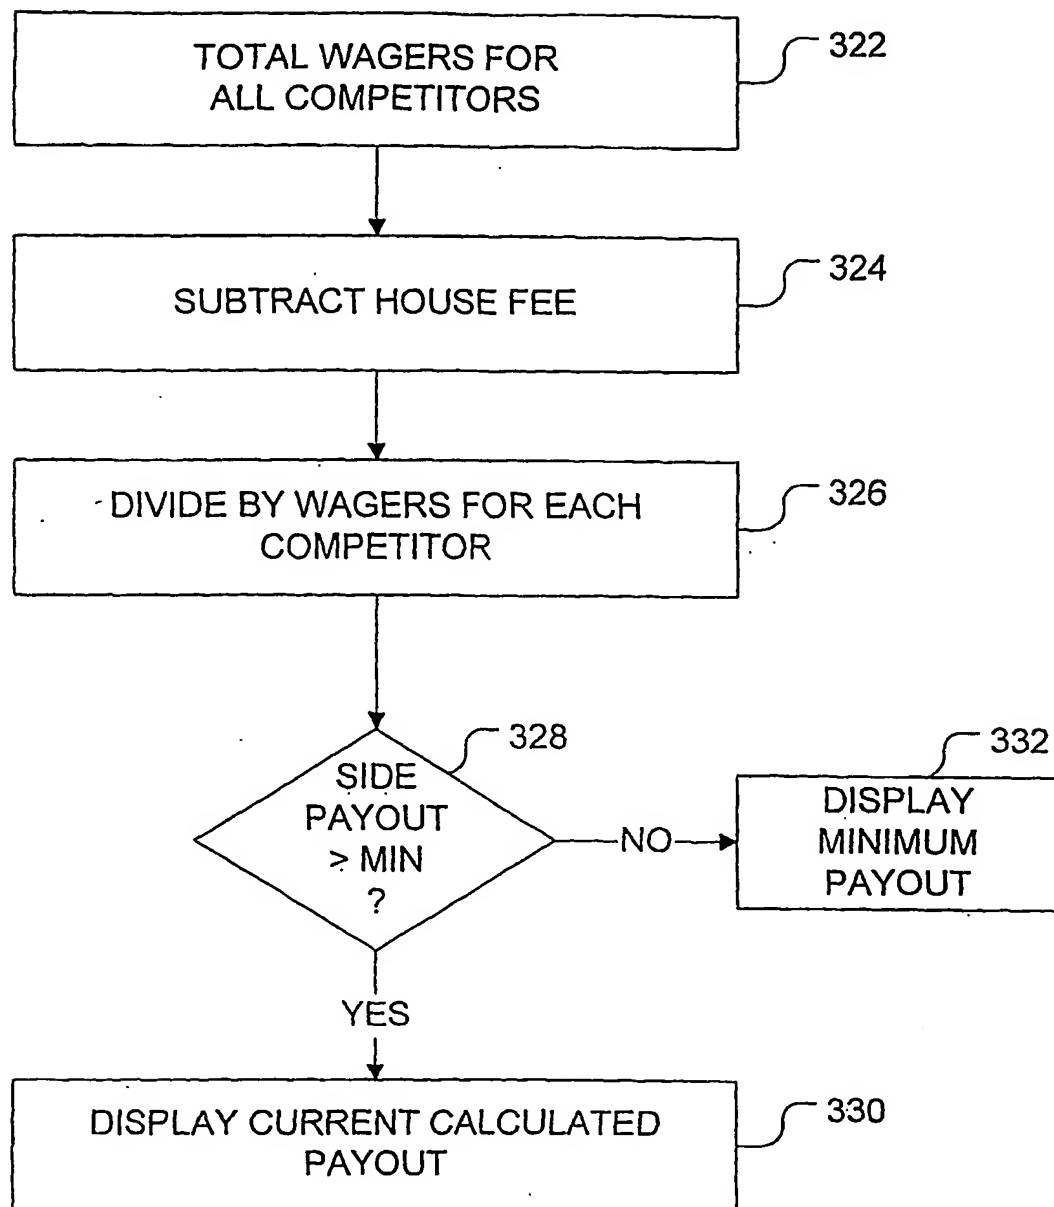 TOTAL WAGERS FOR
ALL COMPETITORS
322
SUBTRACT HOUSE FEE
324
DIVIDE BY WAGERS FOR EACH
COMPETITOR
326
SIDE
PAYOUT
> MIN
?
328
NO
DISPLAY
MINIMUM
PAYOUT
332
YES
DISPLAY CURRENT CALCULATED
PAYOUT
330